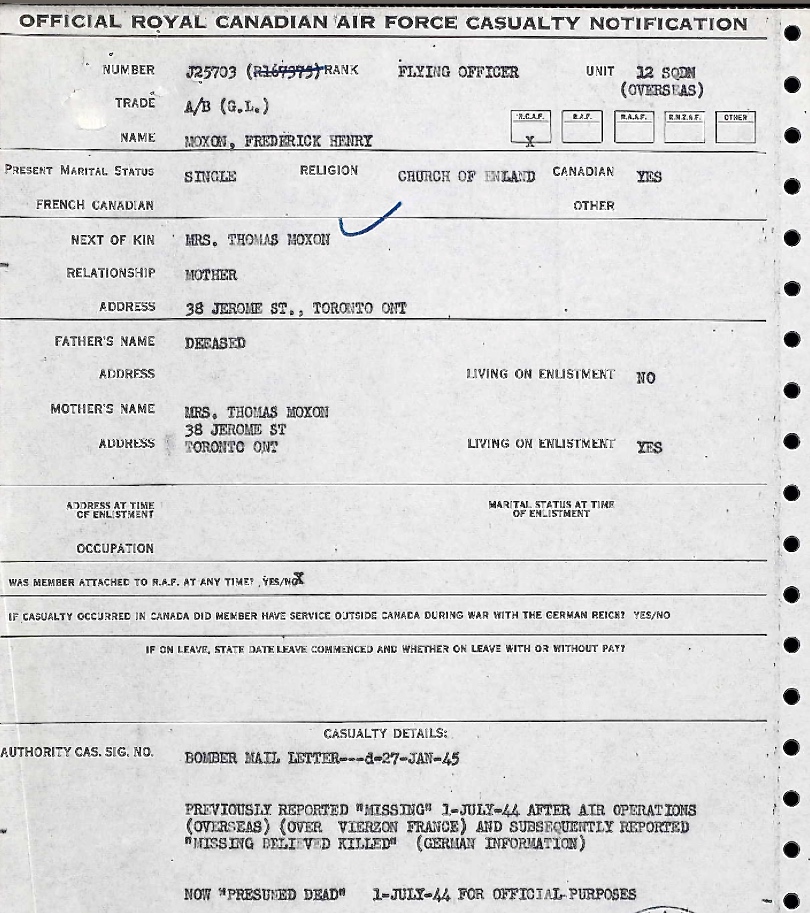 OFFICIAL ROYAL CANADIAN AIR FORCE CASUALTY NOTIFICATION
NUMBER J25703 (R167375) RANK FLYING OFFICER UNIT 12 SQDN
(OVERSEAS)
TRADE A/B (G.L.)
R.C.A.F. R.A.F. R.A.A.F. R.N.Z.A.F. OTHER
NAME MOXON, FREDERICK HENRY X
PRESENT MARITAL STATUS SINGLE RELIGION CHURCH OF ENLAND CANADIAN YES
FRENCH CANADIAN OTHER
NEXT OF KIN MRS. THOMAS MOXON
RELATIONSHIP MOTHER
ADDRESS 38 JEROME ST., TORONTO ONT
FATHER'S NAME DEEASED
ADDRESS LIVING ON ENLISTMENT NO
MOTHER'S NAME MRS. THOMAS MOXON
38 JEROME ST
ADDRESS TORONTO ONT LIVING ON ENLISTMENT YES
ADDRESS AT TIME OF ENLISTMENT MARITAL STATUS AT TIME OF ENLISTMENT
OCCUPATION
WAS MEMBER ATTACHED TO R.A.F. AT ANY TIME? YES/NO X
IF CASUALTY OCCURRED IN CANADA DID MEMBER HAVE SERVICE OUTSIDE CANADA DURING WAR WITH THE GERMAN REICH? YES/NO
IF ON LEAVE, STATE DATE LEAVE COMMENCED AND WHETHER ON LEAVE WITH OR WITHOUT PAY?
CASUALTY DETAILS:
AUTHORITY CAS. SIG. NO. BOMBER MAIL LETTER---d-27-JAN-45
PREVIOUSLY REPORTED "MISSING" 1-JULY-44 AFTER AIR OPERATIONS
(OVERSEAS) (OVER VIERZON FRANCE) AND SUBSEQUENTLY REPORTED
"MISSING BELIEVED KILLED" (GERMAN INFORMATION)
NOW "PRESUMED DEAD" 1-JULY-44 FOR OFFICIAL PURPOSES